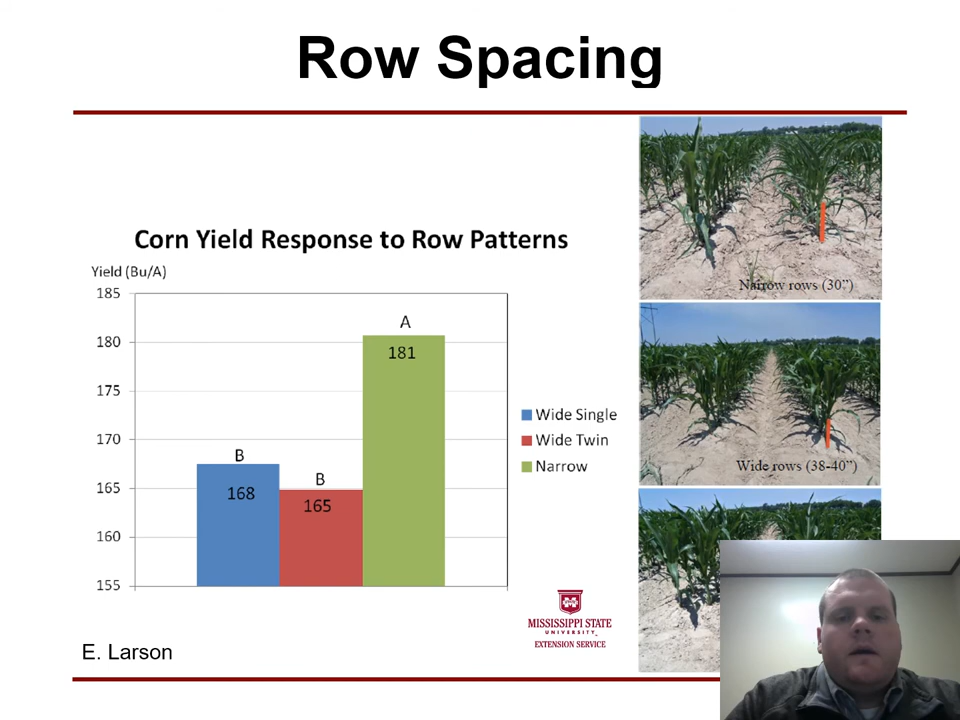 Row Spacing
Corn Yield Response to Row Patterns
Yield (Bu/A)
185
180
175
170
165
160
155
B
168
B
165
A
181
Wide Single
Wide Twin
Narrow
Narrow rows (30”)
Wide rows (38-40”)
MISSISSIPPI STATE
UNIVERSITY™
EXTENSION SERVICE
E. Larson